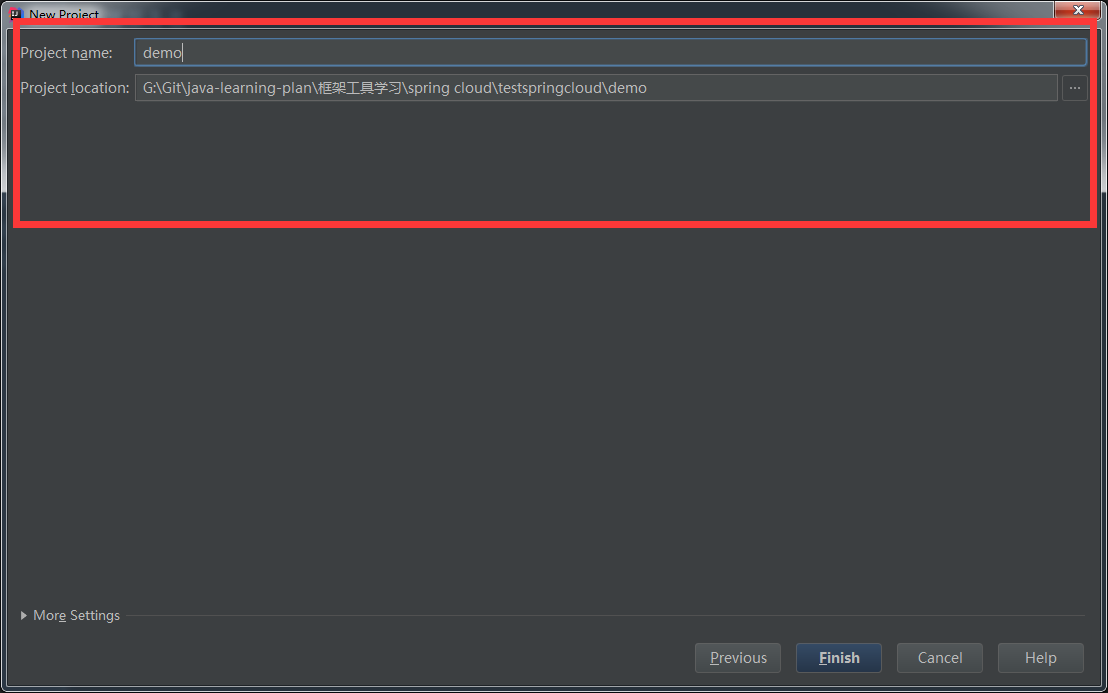 New Project
Project name: demo
Project location: G:\Git\java-learning-plan\框架工具学习\spring cloud\testspringcloud\demo ...
More Settings
Previous Finish Cancel Help